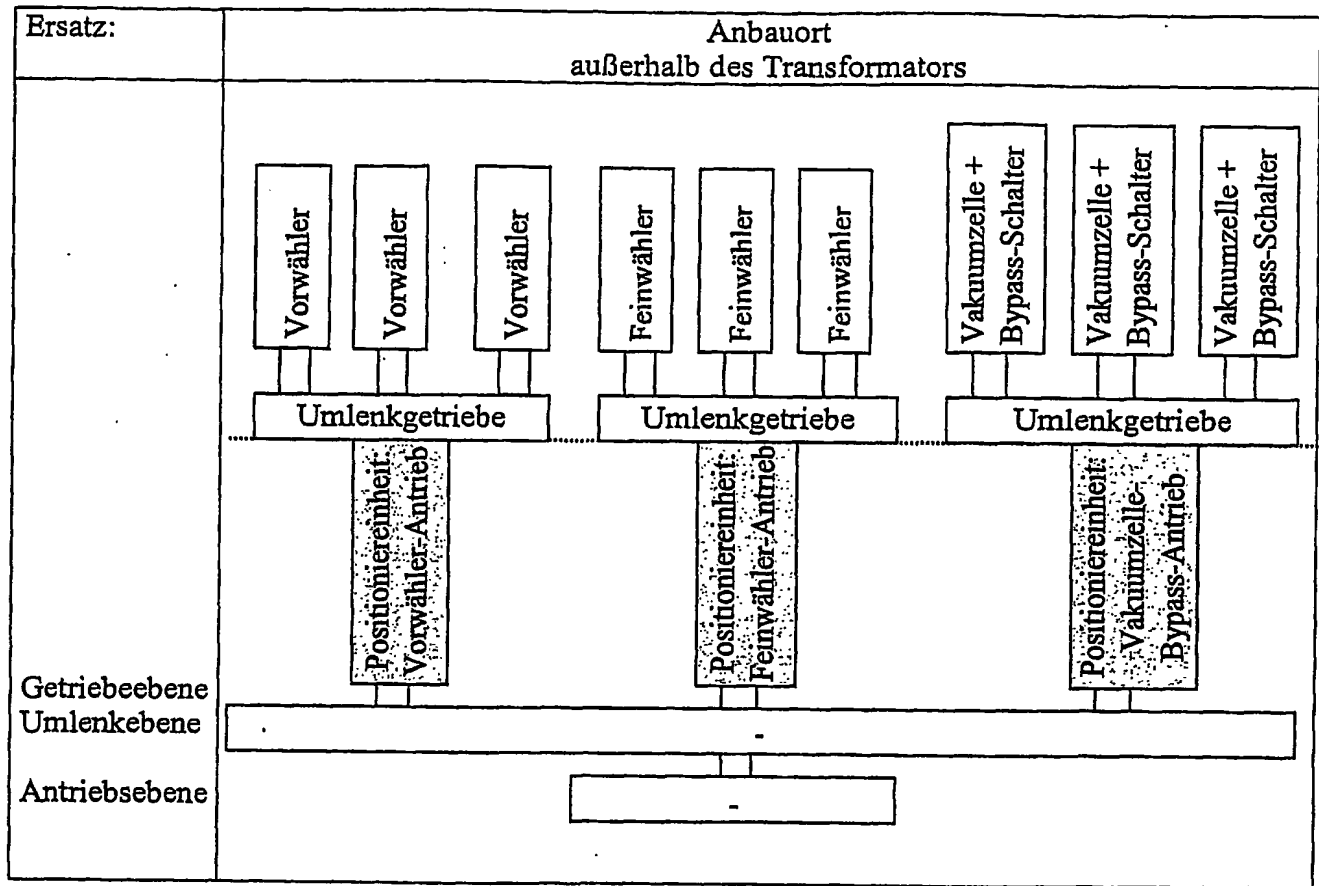 Ersatz:
Anbauort
außerhalb des Transformators
Vorwähler
Vorwähler
Vorwähler
Feinwähler
Feinwähler
Feinwähler
Vakuumzelle +
Bypass-Schalter
Vakuumzelle +
Bypass-Schalter
Vakuumzelle +
Bypass-Schalter
Umlenkgetriebe
Umlenkgetriebe
Umlenkgetriebe
Positioniereinheit:
Vorwähler-Antrieb
Positioniereinheit:
Feinwähler-Antrieb
Positioniereinheit:
Vakuumzelle-
Bypass-Antrieb
Getriebeebene
Umlenkebene
-
Antriebsebene
-